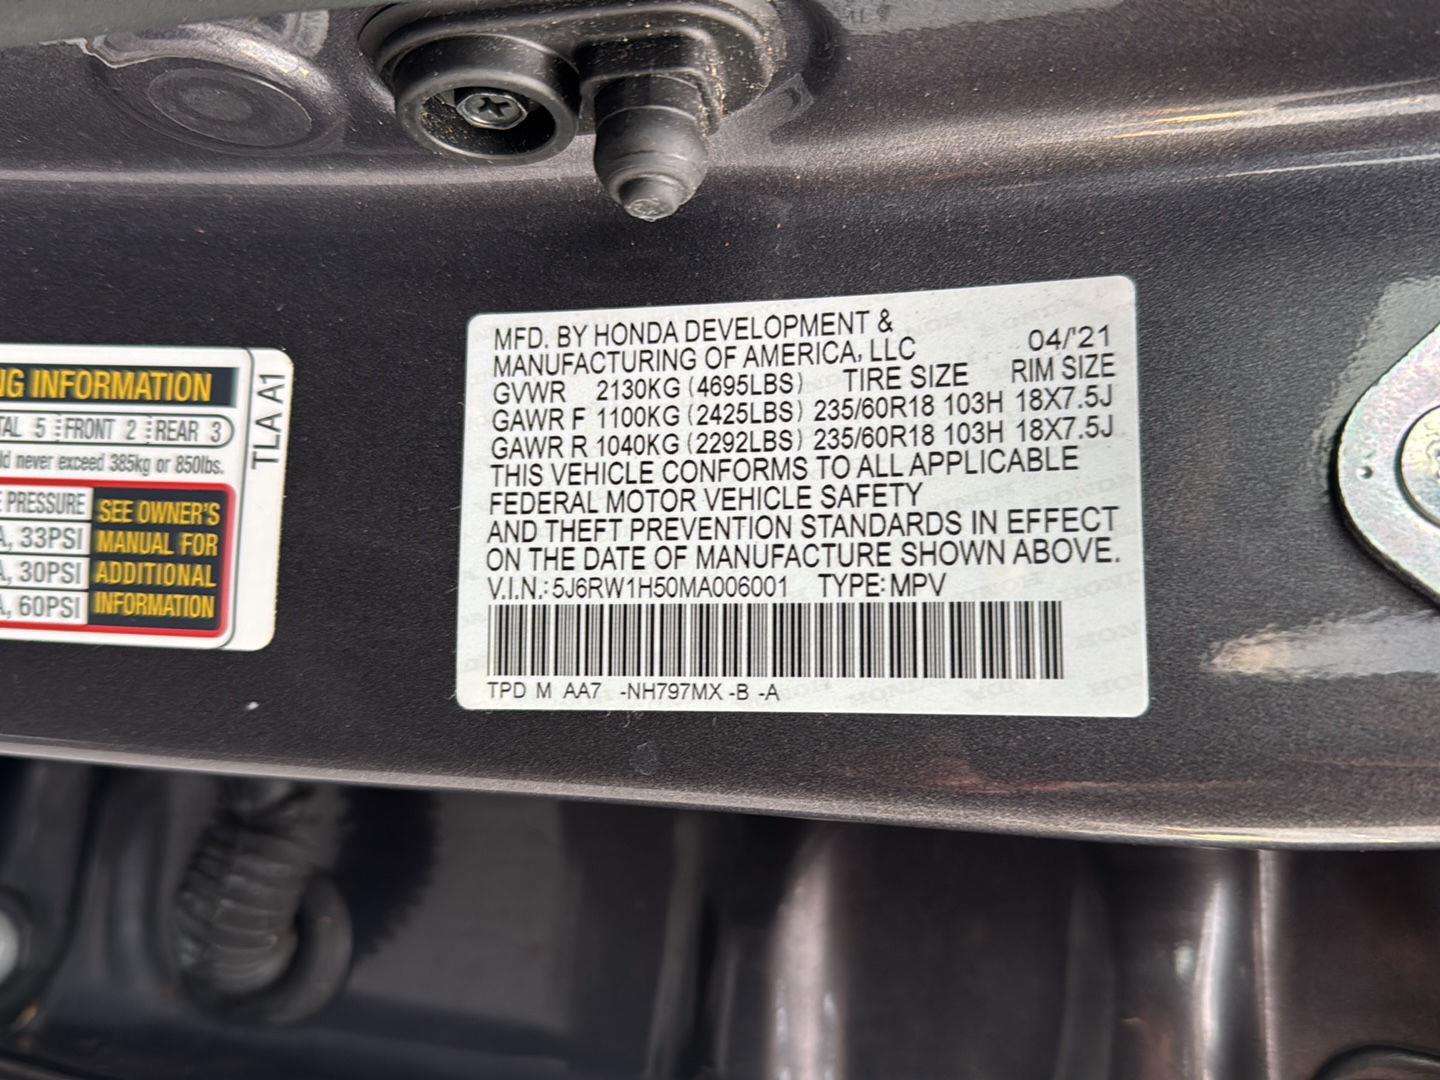 NG INFORMATION
TAL 5 FRONT 2 REAR 3
ld never exceed 385kg or 850lbs.
E PRESSURE
A, 33PSI
A, 30PSI
A, 60PSI
SEE OWNER'S
MANUAL FOR
ADDITIONAL
INFORMATION
TLA A1
MFD. BY HONDA DEVELOPMENT &
MANUFACTURING OF AMERICA, LLC 04/'21
GVWR 2130KG (4695LBS) TIRE SIZE RIM SIZE
GAWR F 1100KG (2425LBS) 235/60R18 103H 18X7.5J
GAWR R 1040KG (2292LBS) 235/60R18 103H 18X7.5J
THIS VEHICLE CONFORMS TO ALL APPLICABLE
FEDERAL MOTOR VEHICLE SAFETY
AND THEFT PREVENTION STANDARDS IN EFFECT
ON THE DATE OF MANUFACTURE SHOWN ABOVE.
V.I.N.: 5J6RW1H50MA006001 TYPE: MPV
TPD M AA7 -NH797MX -B -A